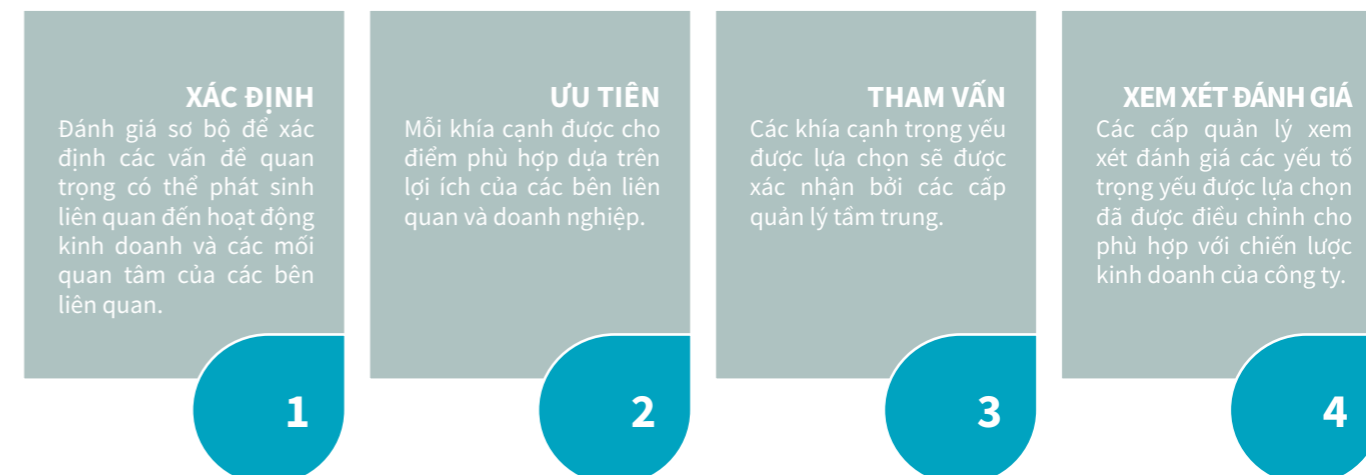 XÁC ĐỊNH
Đánh giá sơ bộ để xác
định các vấn đề quan
trọng có thể phát sinh
liên quan đến hoạt động
kinh doanh và các mối
quan tâm của các bên
liên quan.
1
ƯU TIÊN
Mỗi khía cạnh được cho
điểm phù hợp dựa trên
lợi ích của các bên liên
quan và doanh nghiệp.
2
THAM VẤN
Các khía cạnh trọng yếu
được lựa chọn sẽ được
xác nhận bởi các cấp
quản lý tầm trung.
3
XEM XÉT ĐÁNH GIÁ
Các cấp quản lý xem
xét đánh giá các yếu tố
trọng yếu được lựa chọn
đã được điều chỉnh cho
phù hợp với chiến lược
kinh doanh của công ty.
4